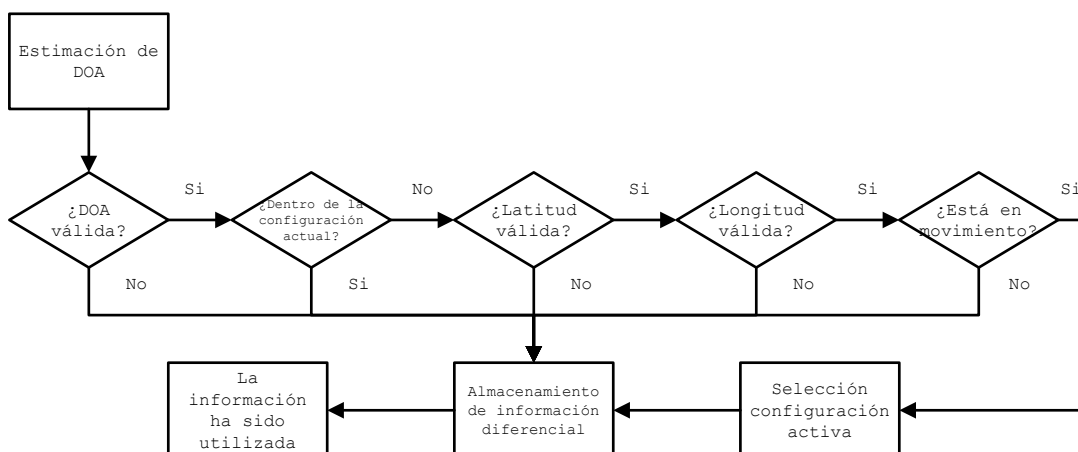 Estimación de
DOA
Si
No
Si
Si
Si
¿DOA
válida?
¿Dentro de la
configuración
actual?
¿Latitud
válida?
¿Longitud
válida?
¿Está en
movimiento?
No
Si
No
No
No
La
información
ha sido
utilizada
Almacenamiento
de información
diferencial
Selección
configuración
activa